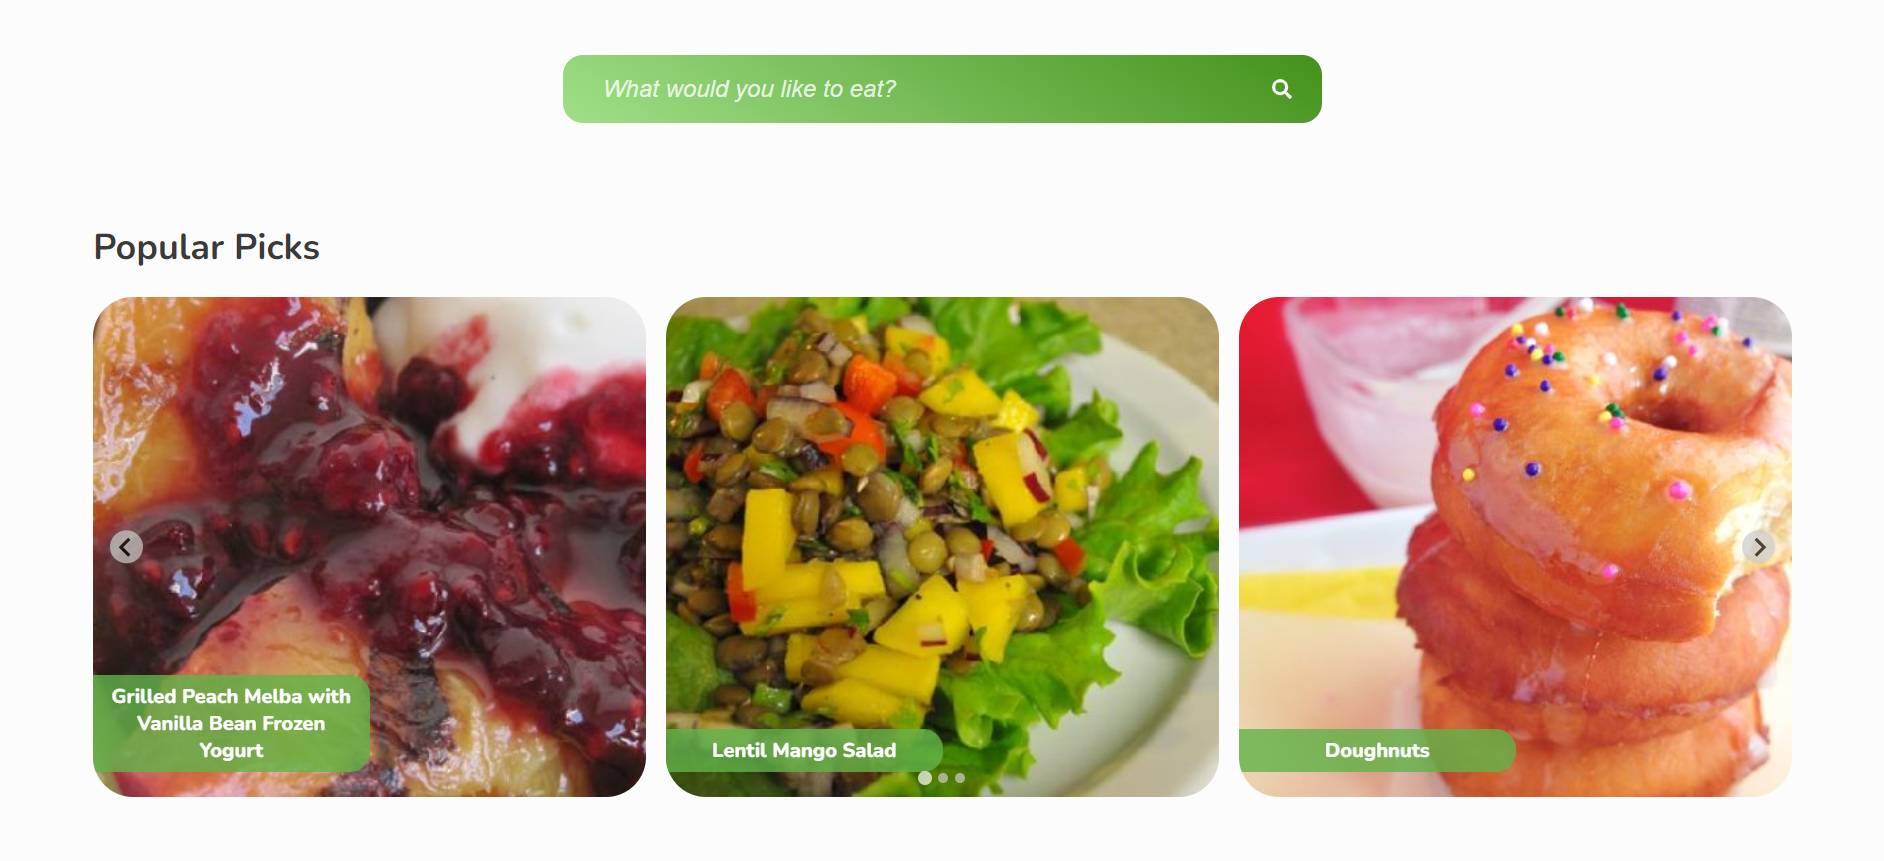 What would you like to eat?
Popular Picks
Grilled Peach Melba with
Vanilla Bean Frozen
Yogurt
Lentil Mango Salad
Doughnuts